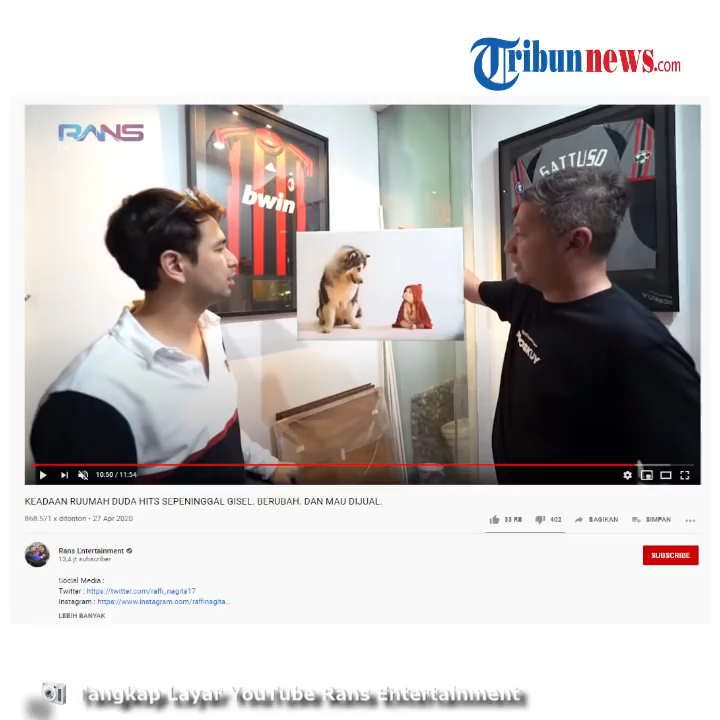 Tribunnews.com
RANS
bwin
GATTUSO
10:50 / 11:54
KEADAAN RUUMAH DUDA HITS SEPENINGGAL GISEL. BERUBAH. DAN MAU DIJUAL.
868.571 x ditonton • 27 Apr 2020
33 RB
402
BAGIKAN
SIMPAN
Rans Entertainment
13,4 jt subscriber
SUBSCRIBE
Social Media :
Twitter : https://twitter.com/raffi_nagita17
Instagram : https://www.instagram.com/raffinagita...
LEBIH BANYAK
Tangkap Layar YouTube Rans Entertainment